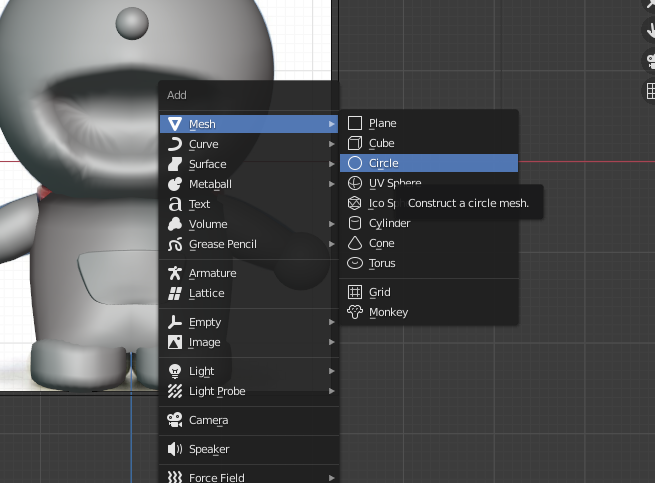 Add
Mesh
Curve
Surface
Metaball
Text
Volume
Grease Pencil
Armature
Lattice
Empty
Image
Light
Light Probe
Camera
Speaker
Force Field
Plane
Cube
Circle
UV Sphere
Ico Sp
Construct a circle mesh.
Cylinder
Cone
Torus
Grid
Monkey